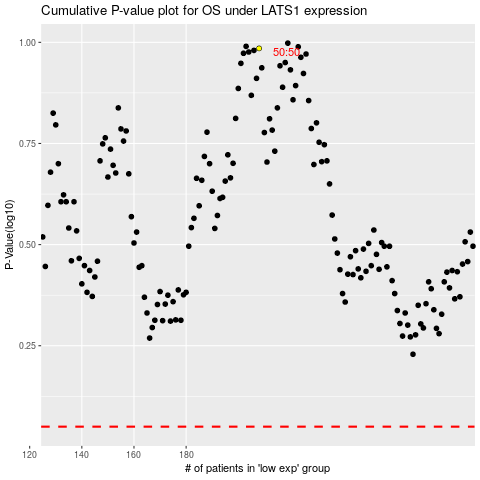 Cumulative P-value plot for OS under LATS1 expression
P-Value(log10)
1.00
0.75
0.50
0.25
50:50
120 140 160 180
# of patients in 'low exp' group